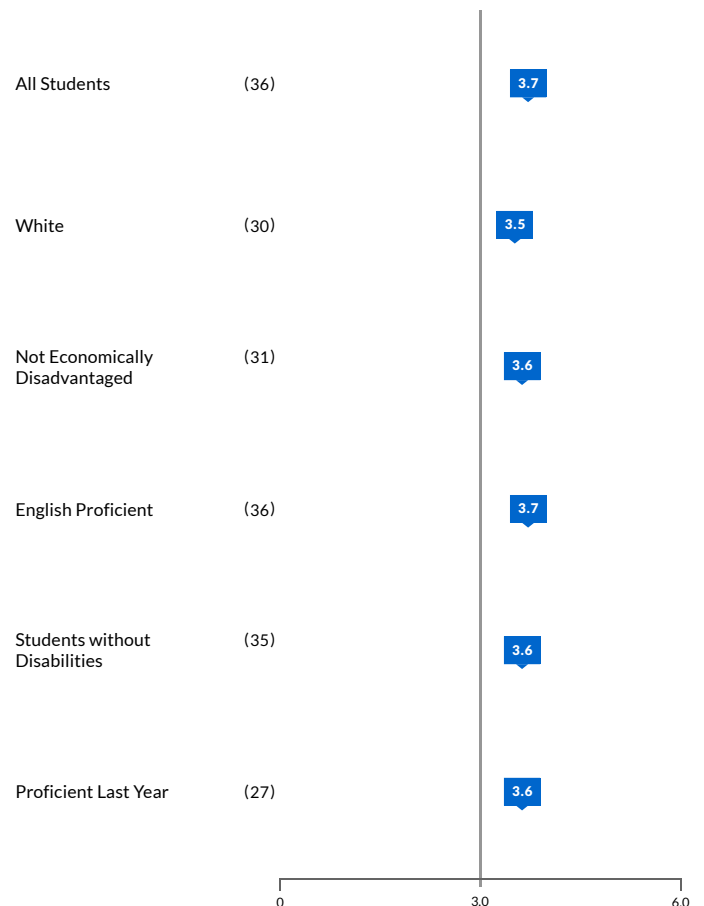 All Students (36) 3.7
White (30) 3.5
Not Economically (31) 3.6
Disadvantaged
English Proficient (36) 3.7
Students without (35) 3.6
Disabilities
Proficient Last Year (27) 3.6
0 3.0 6.0